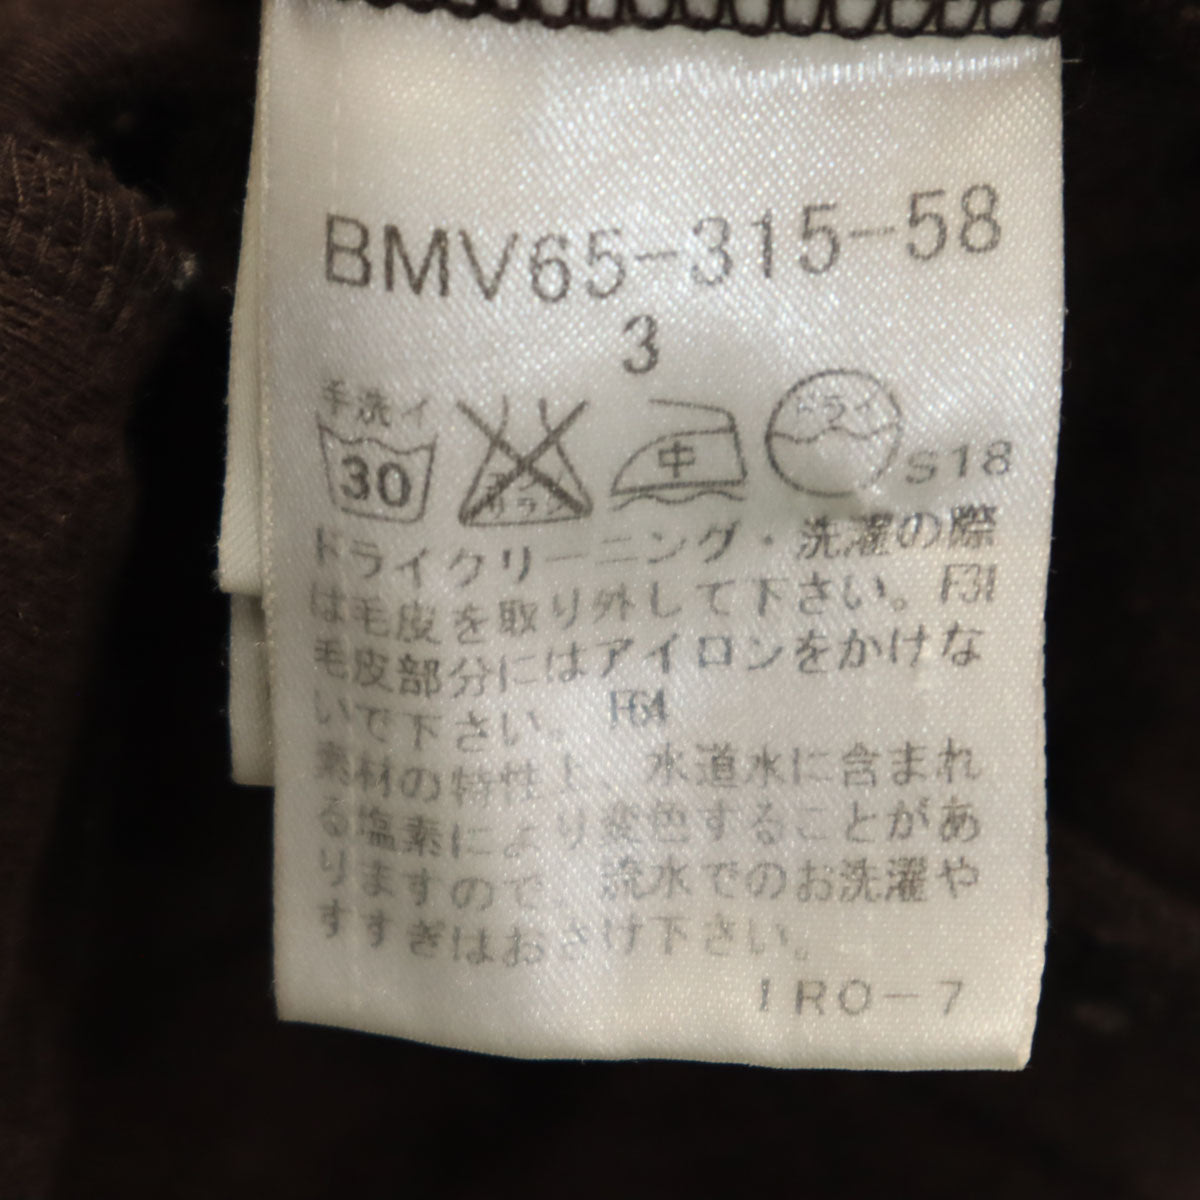 BMV65-315-58
3
手洗イ
30
中
ドライ
S18
ドライクリーニング・洗濯の際
は毛皮を取り外して下さい。F31
毛皮部分にはアイロンをかけな
いで下さい。 F64
素材の特性上、水道水に含まれ
る塩素により変色することがあ
りますので、流水でのお洗濯や
すすぎはおさけ下さい。
IRO-7